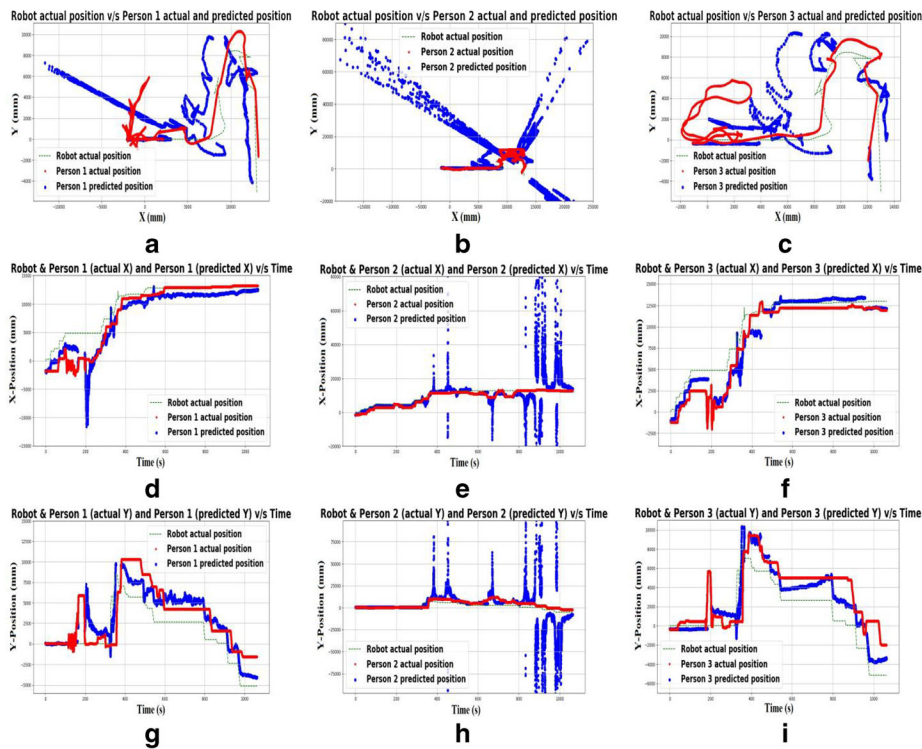 Robot actual position v/s Person 1 actual and predicted position
Y (mm)
Robot actual position
Person 1 actual position
Person 1 predicted position
X (mm)
a
Robot actual position v/s Person 2 actual and predicted position
Y (mm)
Robot actual position
Person 2 actual position
Person 2 predicted position
X (mm)
b
Robot actual position v/s Person 3 actual and predicted position
Y (mm)
Robot actual position
Person 3 actual position
Person 3 predicted position
X (mm)
c
Robot & Person 1 (actual X) and Person 1 (predicted X) v/s Time
X-Position (mm)
Robot actual position
Person 1 actual position
Person 1 predicted position
Time (s)
d
Robot & Person 2 (actual X) and Person 2 (predicted X) v/s Time
X-Position (mm)
Robot actual position
Person 2 actual position
Person 2 predicted position
Time (s)
e
Robot & Person 3 (actual X) and Person 3 (predicted X) v/s Time
X-Position (mm)
Robot actual position
Person 3 actual position
Person 3 predicted position
Time (s)
f
Robot & Person 1 (actual Y) and Person 1 (predicted Y) v/s Time
Y-Position (mm)
Robot actual position
Person 1 actual position
Person 1 predicted position
Time (s)
g
Robot & Person 2 (actual Y) and Person 2 (predicted Y) v/s Time
Y-Position (mm)
Robot actual position
Person 2 actual position
Person 2 predicted position
Time (s)
h
Robot & Person 3 (actual Y) and Person 3 (predicted Y) v/s Time
Y-Position (mm)
Robot actual position
Person 3 actual position
Person 3 predicted position
Time (s)
i